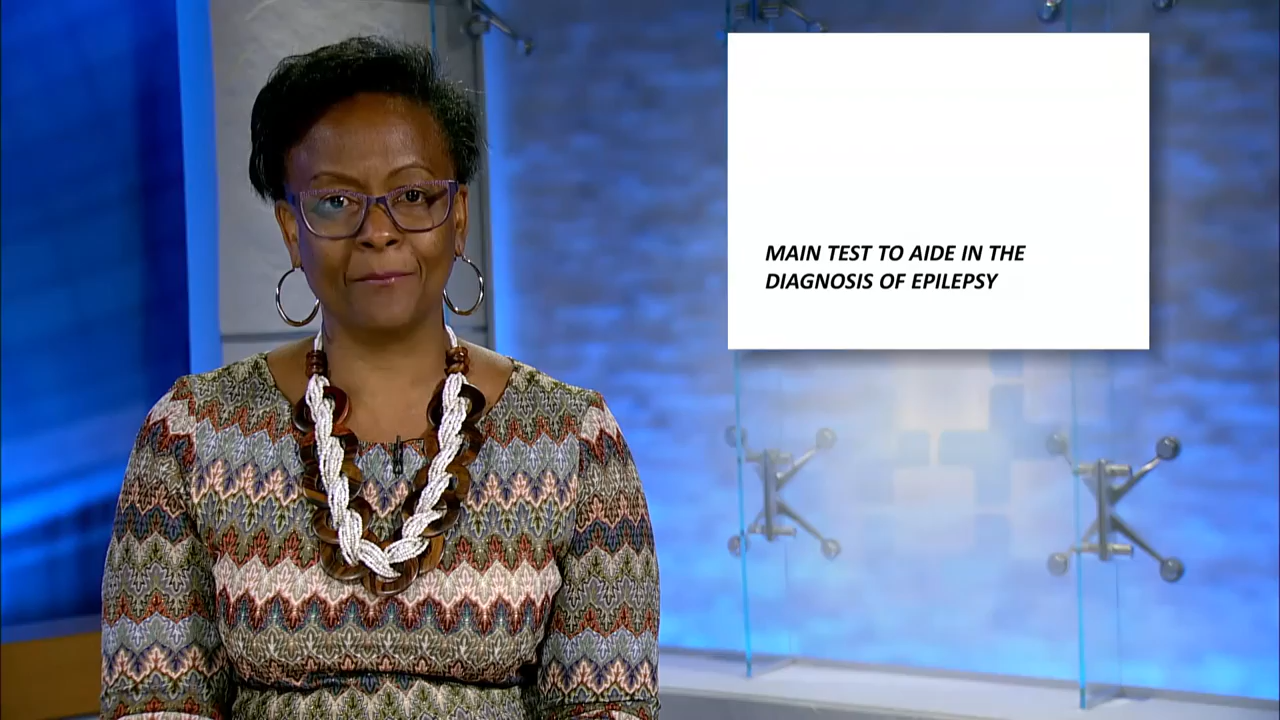 MAIN TEST TO AIDE IN THE
DIAGNOSIS OF EPILEPSY